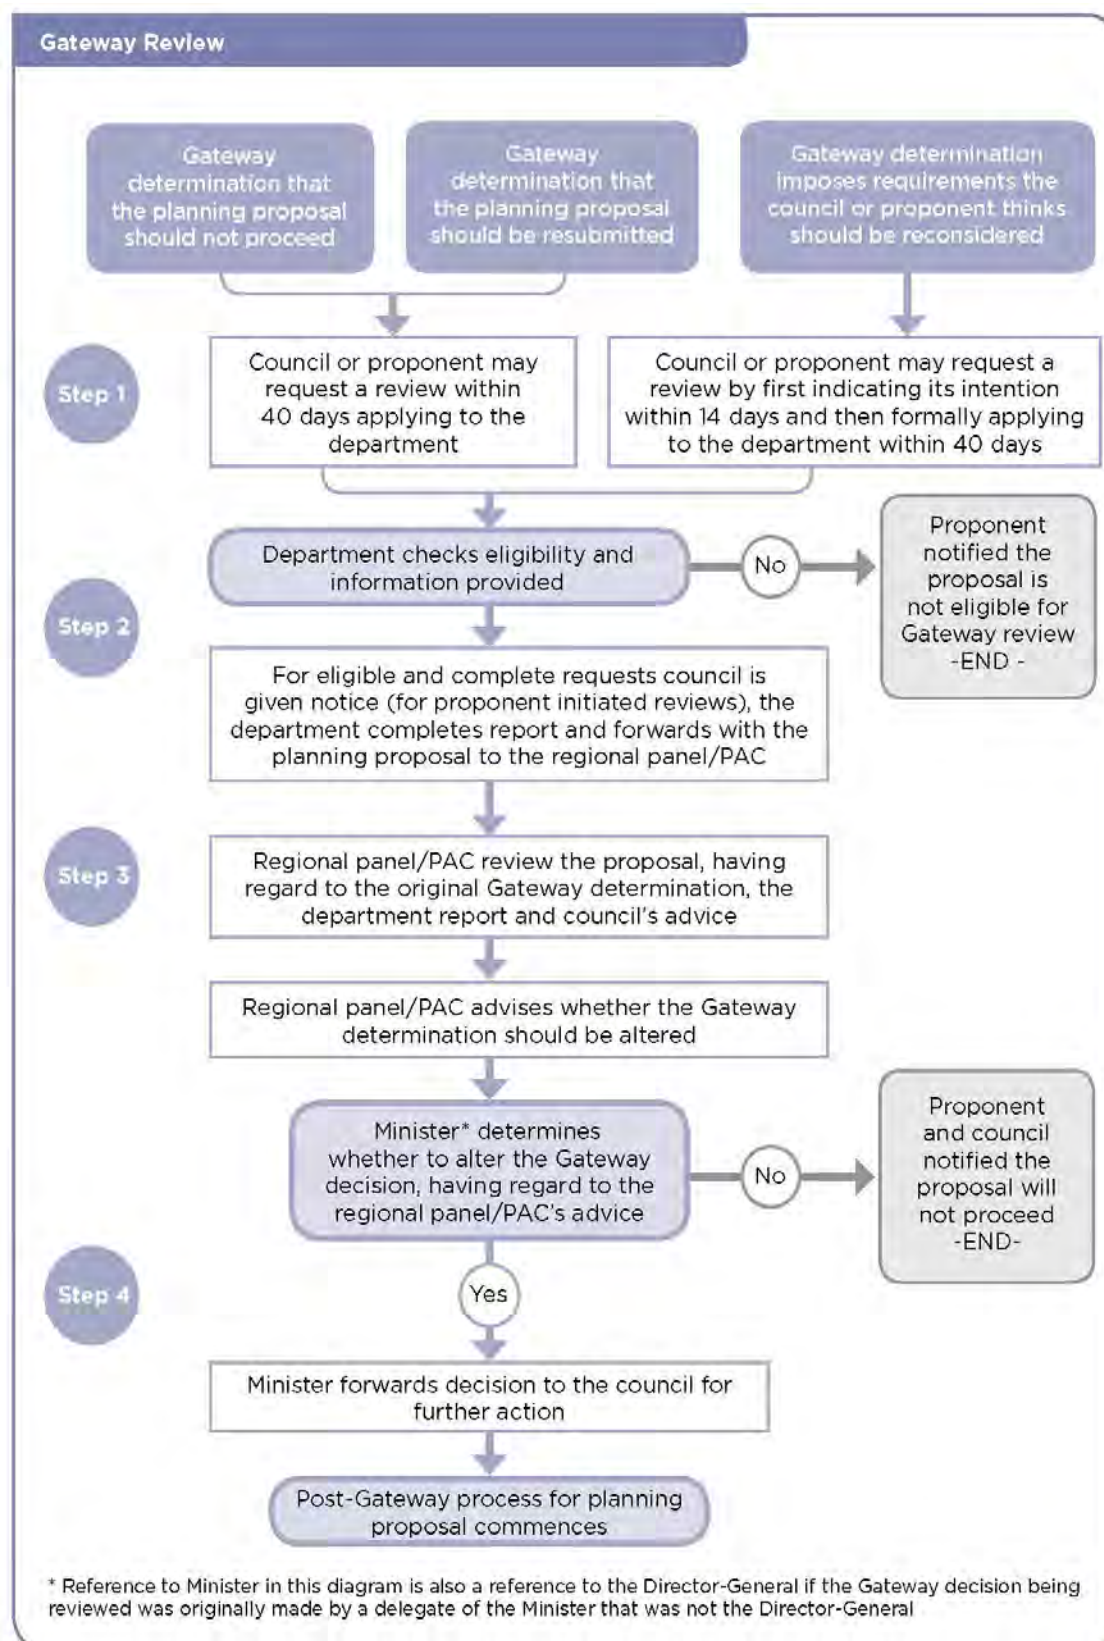 Gateway Review
Gateway
determination that
the planning proposal
should not proceed
Gateway
determination that
the planning proposal
should be resubmitted
Gateway determination
imposes requirements the
council or proponent thinks
should be reconsidered
Step 1
Council or proponent may
request a review within
40 days applying to the
department
Council or proponent may request a
review by first indicating its intention
within 14 days and then formally applying
to the department within 40 days
Department checks eligibility and
information provided
No
Proponent
notified the
proposal is
not eligible for
Gateway review
-END -
Step 2
For eligible and complete requests council is
given notice (for proponent initiated reviews), the
department completes report and forwards with the
planning proposal to the regional panel/PAC
Step 3
Regional panel/PAC review the proposal, having
regard to the original Gateway determination, the
department report and council's advice
Regional panel/PAC advises whether the Gateway
determination should be altered
Minister* determines
whether to alter the Gateway
decision, having regard to the
regional panel/PAC's advice
No
Proponent
and council
notified the
proposal will
not proceed
-END-
Step 4
Yes
Minister forwards decision to the council for
further action
Post-Gateway process for planning
proposal commences
* Reference to Minister in this diagram is also a reference to the Director-General if the Gateway decision being
reviewed was originally made by a delegate of the Minister that was not the Director-General